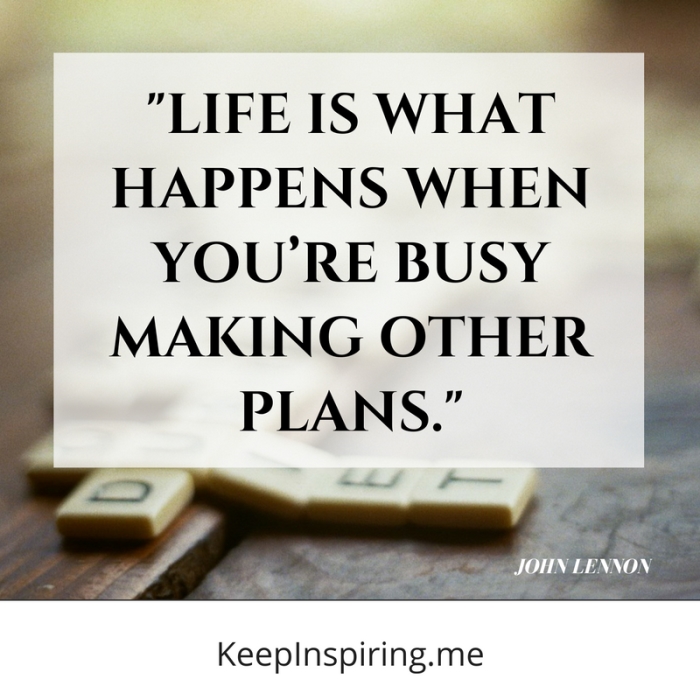 "LIFE IS WHAT
HAPPENS WHEN
YOU’RE BUSY
MAKING OTHER
PLANS."
D
E T
JOHN LENNON
KeepInspiring.me